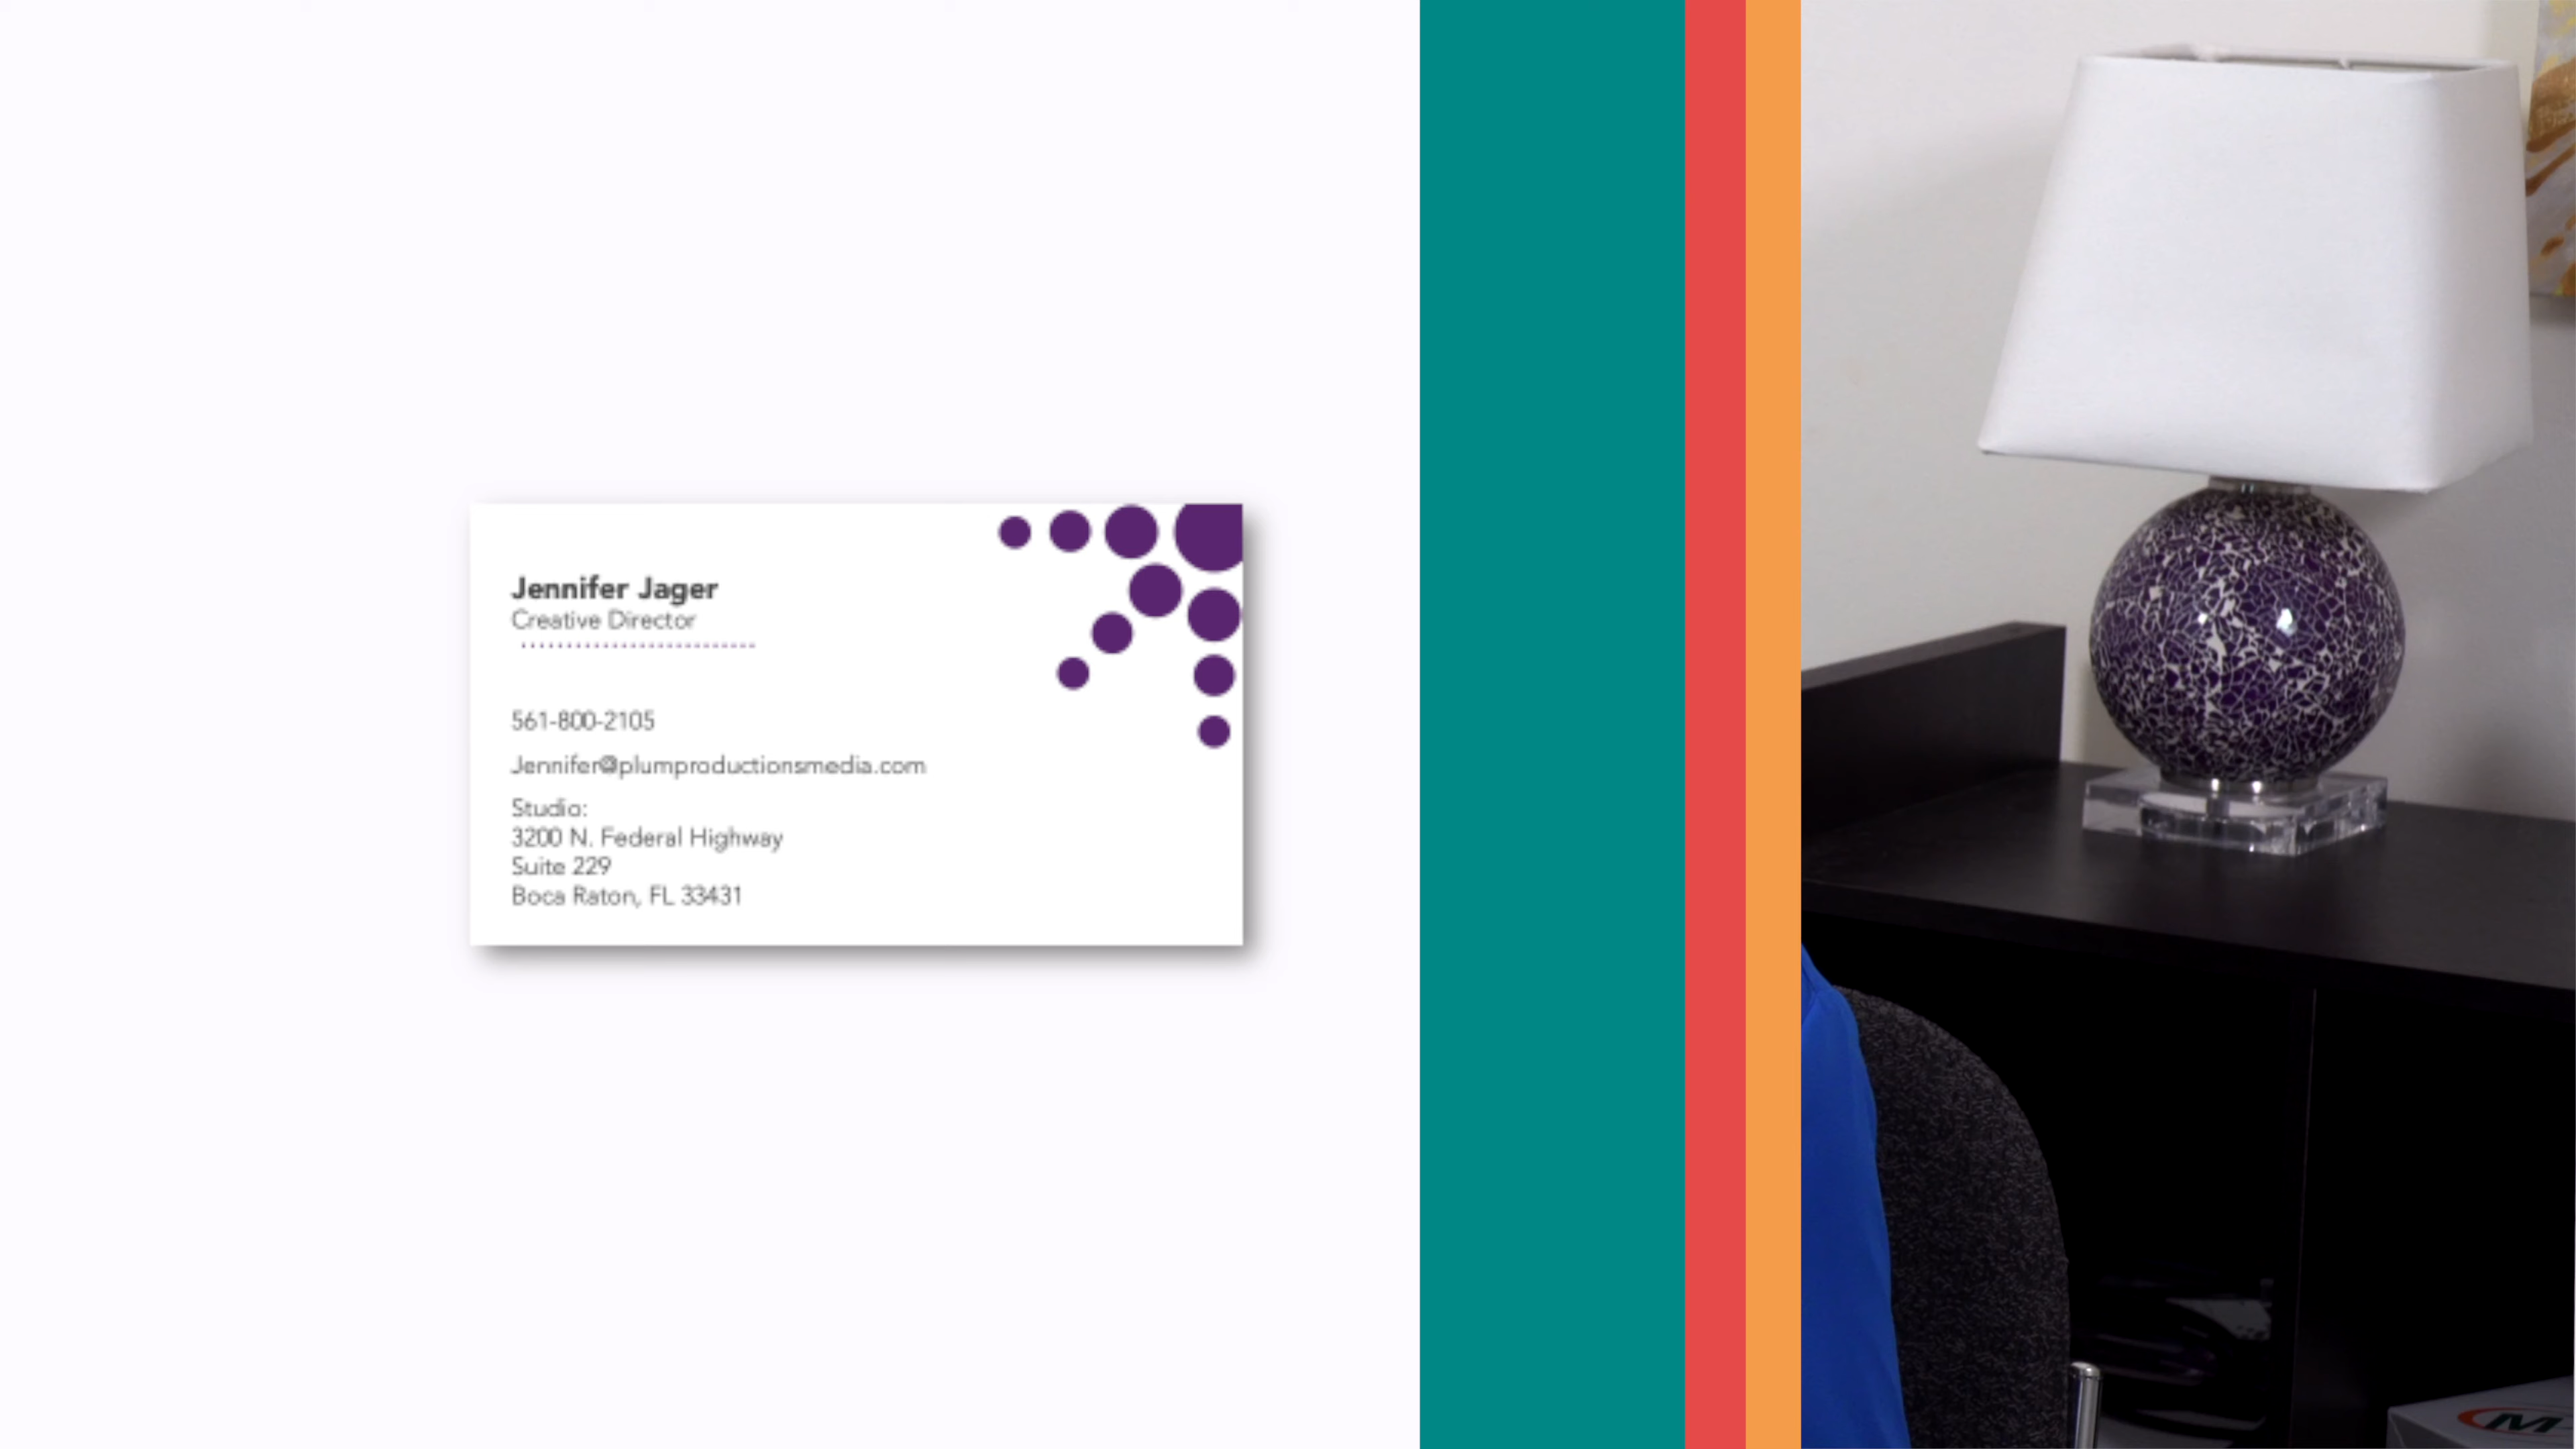 Jennifer Jager
Creative Director
561-800-2105
Jennifer@plumproductionsmedia.com
Studio:
3200 N. Federal Highway
Suite 229
Boca Raton, FL 33431